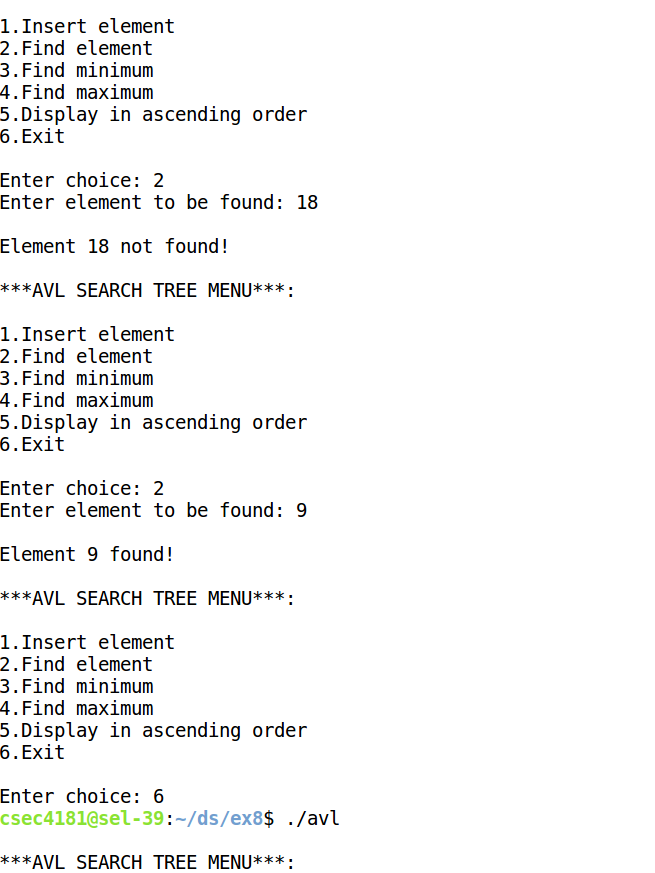 1.Insert element
2.Find element
3.Find minimum
4.Find maximum
5.Display in ascending order
6.Exit
Enter choice: 2
Enter element to be found: 18
Element 18 not found!
***AVL SEARCH TREE MENU***:
1.Insert element
2.Find element
3.Find minimum
4.Find maximum
5.Display in ascending order
6.Exit
Enter choice: 2
Enter element to be found: 9
Element 9 found!
***AVL SEARCH TREE MENU***:
1.Insert element
2.Find element
3.Find minimum
4.Find maximum
5.Display in ascending order
6.Exit
Enter choice: 6
csec4181@sel-39:~/ds/ex8$ ./avl
***AVL SEARCH TREE MENU***: